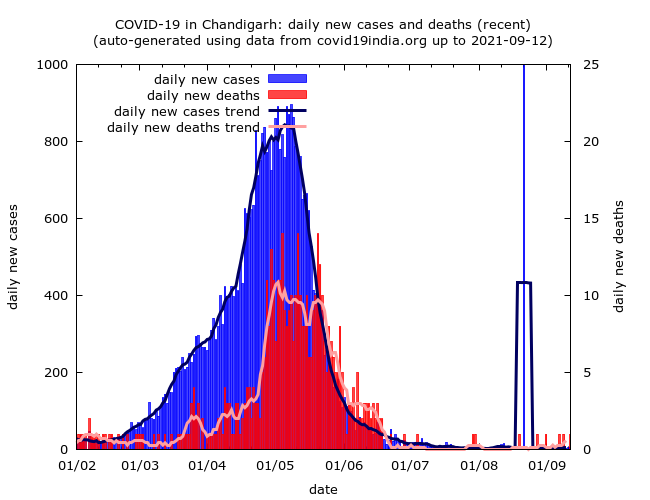 COVID-19 in Chandigarh: daily new cases and deaths (recent)
(auto-generated using data from covid19india.org up to 2021-09-12)
daily new cases
daily new deaths
daily new cases trend
daily new deaths trend
1000
800
600
400
200
0
25
20
15
10
5
0
daily new cases
daily new deaths
01/02 01/03 01/04 01/05 01/06 01/07 01/08 01/09
date